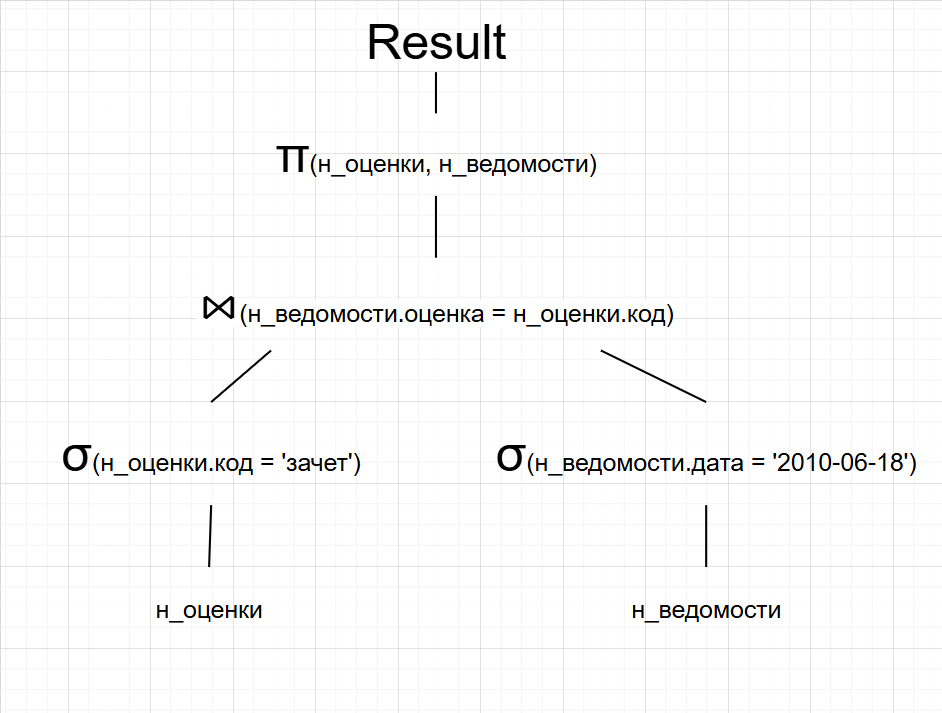 Result
π(н_оценки, н_ведомости)
⋈(н_ведомости.оценка = н_оценки.код)
σ(н_оценки.код = 'зачет')
σ(н_ведомости.дата = '2010-06-18')
н_оценки
н_ведомости